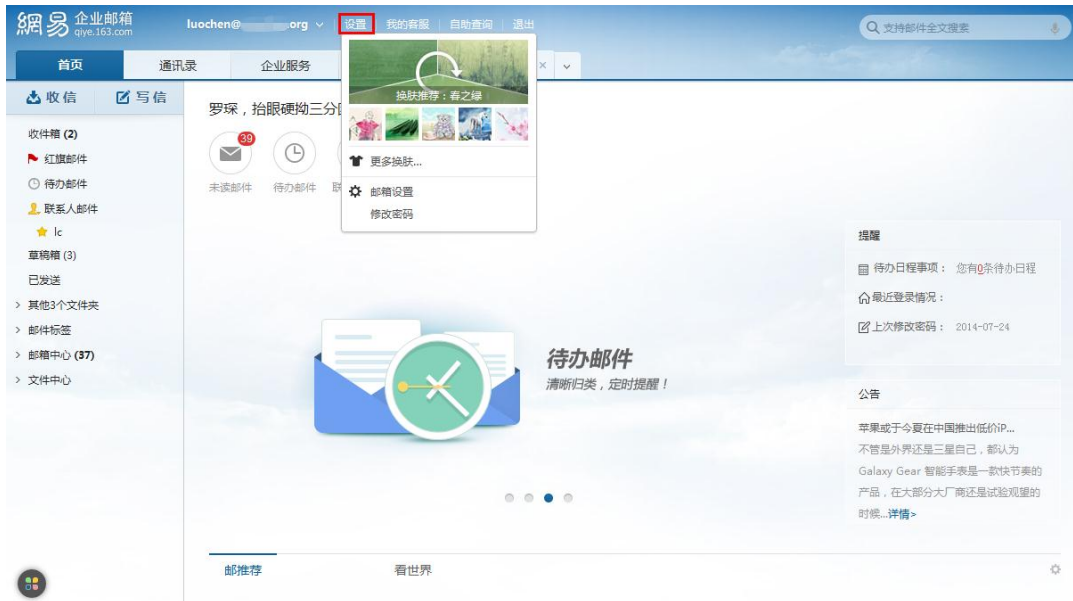 網易 企业邮箱
qiye.163.com
luochen@ org
设置
我的客服
自助查询
退出
支持邮件全文搜索
首页
通讯录
企业服务
换肤推荐：春之绿
更多换肤...
邮箱设置
修改密码
收信
写信
收件箱 (2)
红旗邮件
待办邮件
联系人邮件
lc
草稿箱 (3)
已发送
其他3个文件夹
邮件标签
邮箱中心 (37)
文件中心
罗琛，抬眼硬拗三分
39
未读邮件
待办邮件
待办邮件
清晰归类，定时提醒！
提醒
待办日程事项： 您有0条待办日程
最近登录情况：
上次修改密码： 2014-07-24
公告
苹果或于今夏在中国推出低价iP...
不管是外界还是三星自己，都认为
Galaxy Gear 智能手表是一款快节奏的
产品，在大部分大厂商还是试验观望的
时候...详情>
邮推荐
看世界